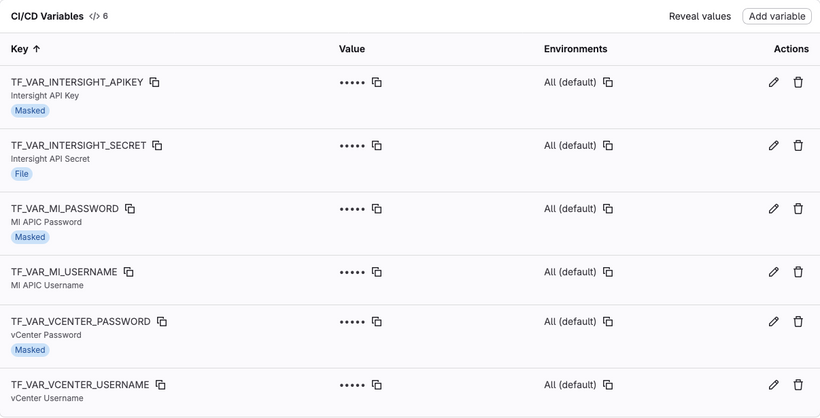 CI/CD Variables </> 6 Reveal values Add variable
Key ↑ Value Environments Actions
TF_VAR_INTERSIGHT_APIKEY ••••• All (default)
Intersight API Key
Masked
TF_VAR_INTERSIGHT_SECRET ••••• All (default)
Intersight API Secret
File
TF_VAR_MI_PASSWORD ••••• All (default)
MI APIC Password
Masked
TF_VAR_MI_USERNAME ••••• All (default)
MI APIC Username
TF_VAR_VCENTER_PASSWORD ••••• All (default)
vCenter Password
Masked
TF_VAR_VCENTER_USERNAME ••••• All (default)
vCenter Username